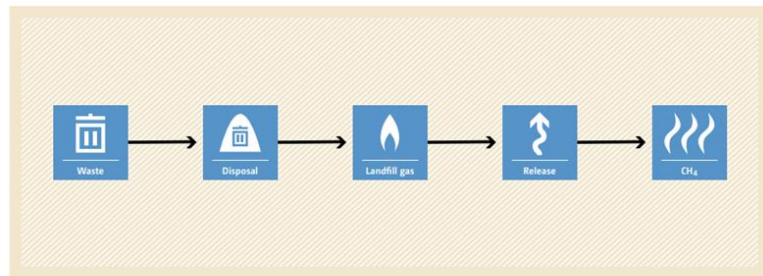 Waste
Disposal
Landfill gas
Release
CH₄